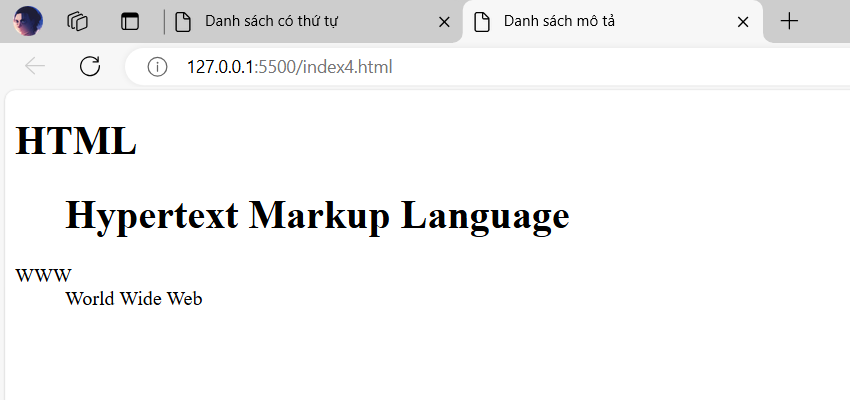 Danh sách có thứ tự
Danh sách mô tả
127.0.0.1:5500/index4.html
HTML
Hypertext Markup Language
WWW
World Wide Web